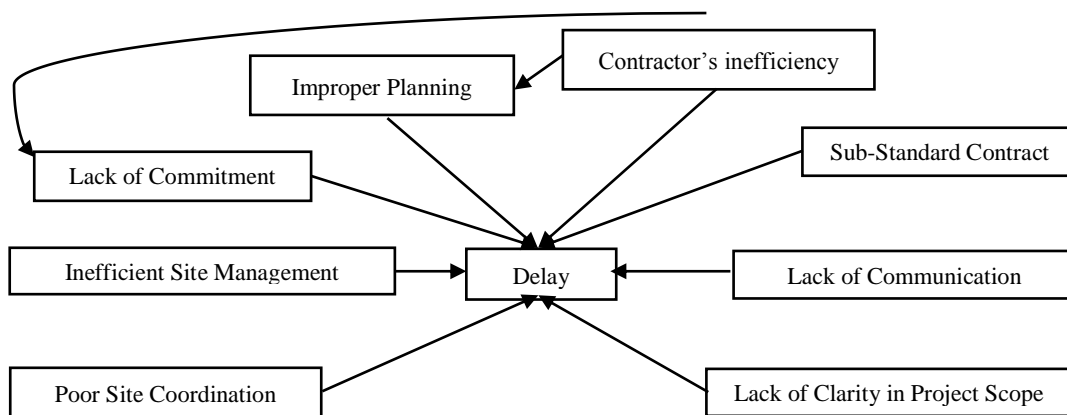 Contractor’s inefficiency
Improper Planning
Sub-Standard Contract
Lack of Commitment
Inefficient Site Management
Delay
Lack of Communication
Poor Site Coordination
Lack of Clarity in Project Scope